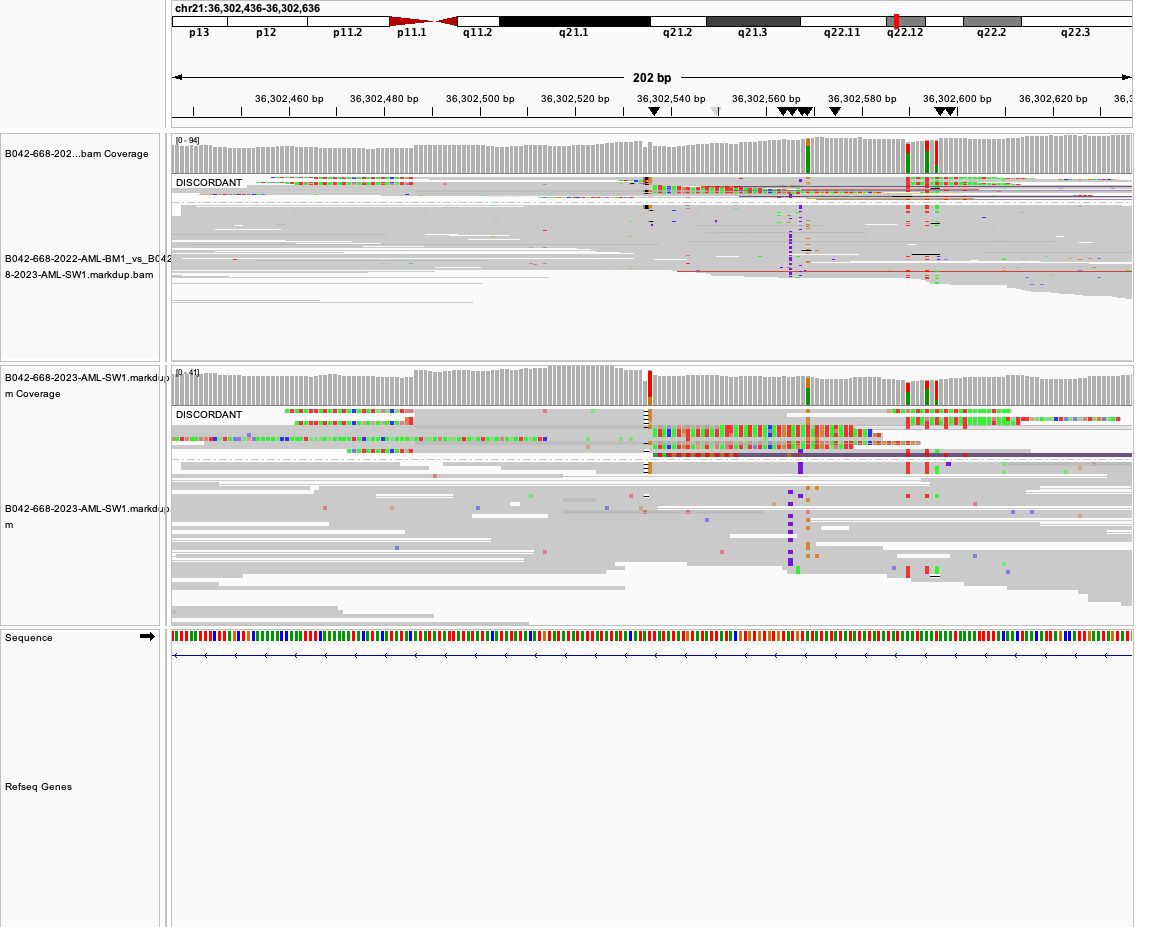 chr21:36,302,436-36,302,636
p13 p12 p11.2 p11.1 q11.2 q21.1 q21.2 q21.3 q22.11 q22.12 q22.2 q22.3
202 bp
36,302,460 bp 36,302,480 bp 36,302,500 bp 36,302,520 bp 36,302,540 bp 36,302,560 bp 36,302,580 bp 36,302,600 bp 36,302,620 bp 36,3
[0 - 94]
B042-668-202...bam Coverage
DISCORDANT
B042-668-2022-AML-BM1_vs_B042
8-2023-AML-SW1.markdup.bam
[0 - 41]
B042-668-2023-AML-SW1.markdup
m Coverage
DISCORDANT
B042-668-2023-AML-SW1.markdup
m
Sequence
Refseq Genes